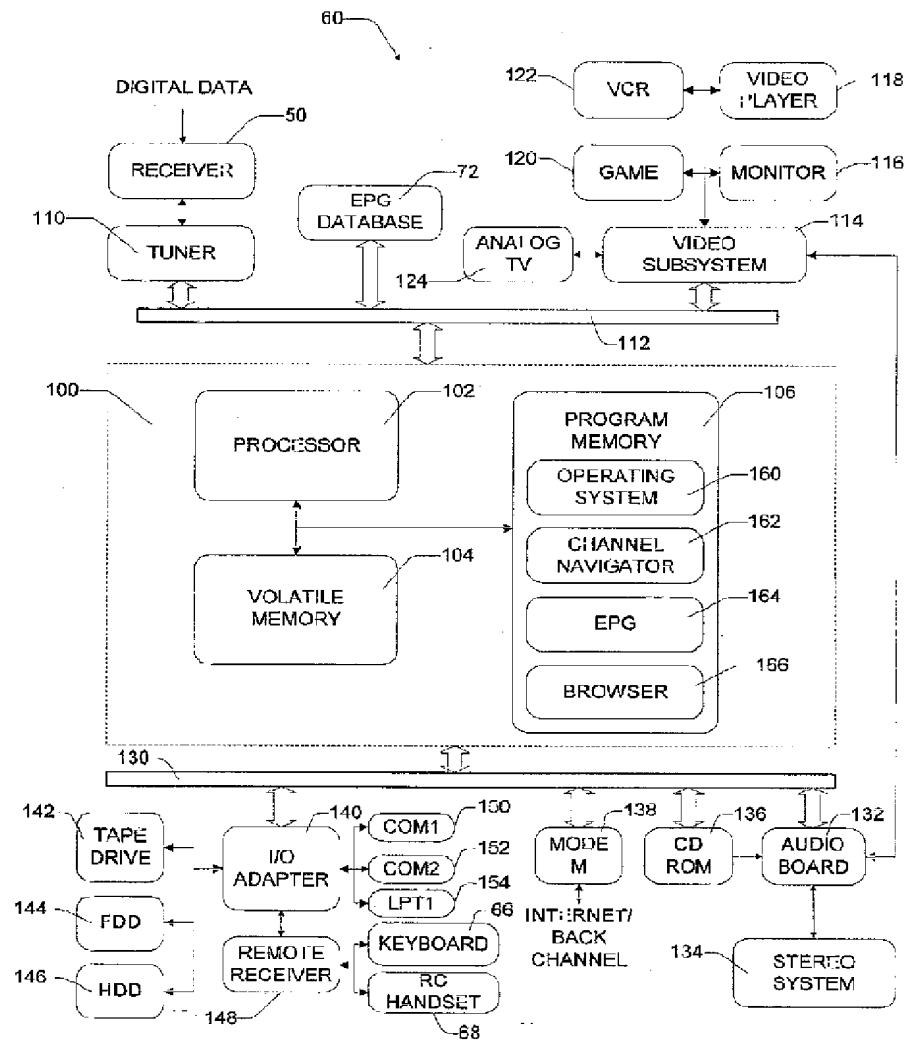 60
DIGITAL DATA
50
RECEIVER
110
TUNER
72
EPG
DATABASE
122
VCR
VIDEO
PLAYER
118
120
GAME
MONITOR
116
114
ANALOG
TV
124
VIDEO
SUBSYSTEM
112
100
102
PROCESSOR
104
VOLATILE
MEMORY
106
PROGRAM
MEMORY
OPERATING
SYSTEM
160
162
CHANNEL
NAVIGATOR
164
EPG
166
BROWSER
130
142
TAPE
DRIVE
140
I/O
ADAPTER
150
COM1
152
COM2
154
LPT1
138
MODE
M
136
CD
ROM
132
AUDIO
BOARD
144
FDD
66
KEYBOARD
REMOTE
RECEIVER
INTERNET/
BACK
CHANNEL
134
STEREO
SYSTEM
146
HDD
148
RC
HANDSET
68